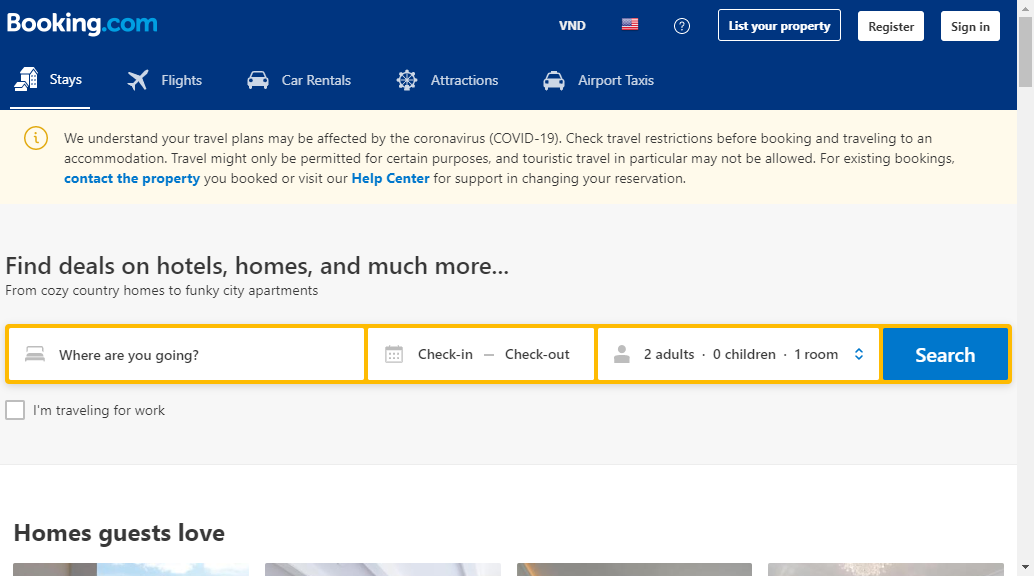 Booking.com
VND
List your property
Register
Sign in
Stays
Flights
Car Rentals
Attractions
Airport Taxis
We understand your travel plans may be affected by the coronavirus (COVID-19). Check travel restrictions before booking and traveling to an
accommodation. Travel might only be permitted for certain purposes, and touristic travel in particular may not be allowed. For existing bookings,
contact the property you booked or visit our Help Center for support in changing your reservation.
Find deals on hotels, homes, and much more...
From cozy country homes to funky city apartments
Where are you going?
Check-in — Check-out
2 adults · 0 children · 1 room
Search
I'm traveling for work
Homes guests love